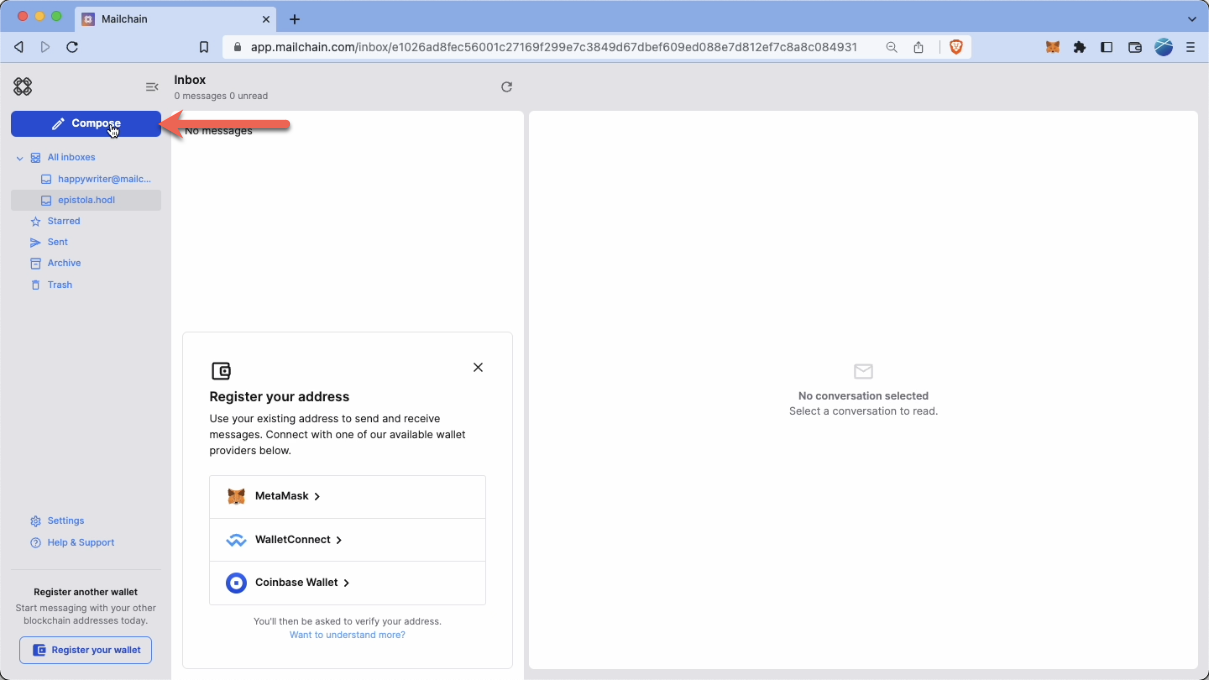 Mailchain
app.mailchain.com/inbox/e1026ad8fec56001c27169f299e7c3849d67dbef609ed088e7d812ef7c8a8c084931
Inbox
0 messages 0 unread
Compose
No messages
All inboxes
happywriter@mailc...
epistola.hodl
Starred
Sent
Archive
Trash
Settings
Help & Support
Register another wallet
Start messaging with your other
blockchain addresses today.
Register your wallet
Register your address
Use your existing address to send and receive
messages. Connect with one of our available wallet
providers below.
MetaMask
WalletConnect
Coinbase Wallet
You'll then be asked to verify your address.
Want to understand more?
No conversation selected
Select a conversation to read.